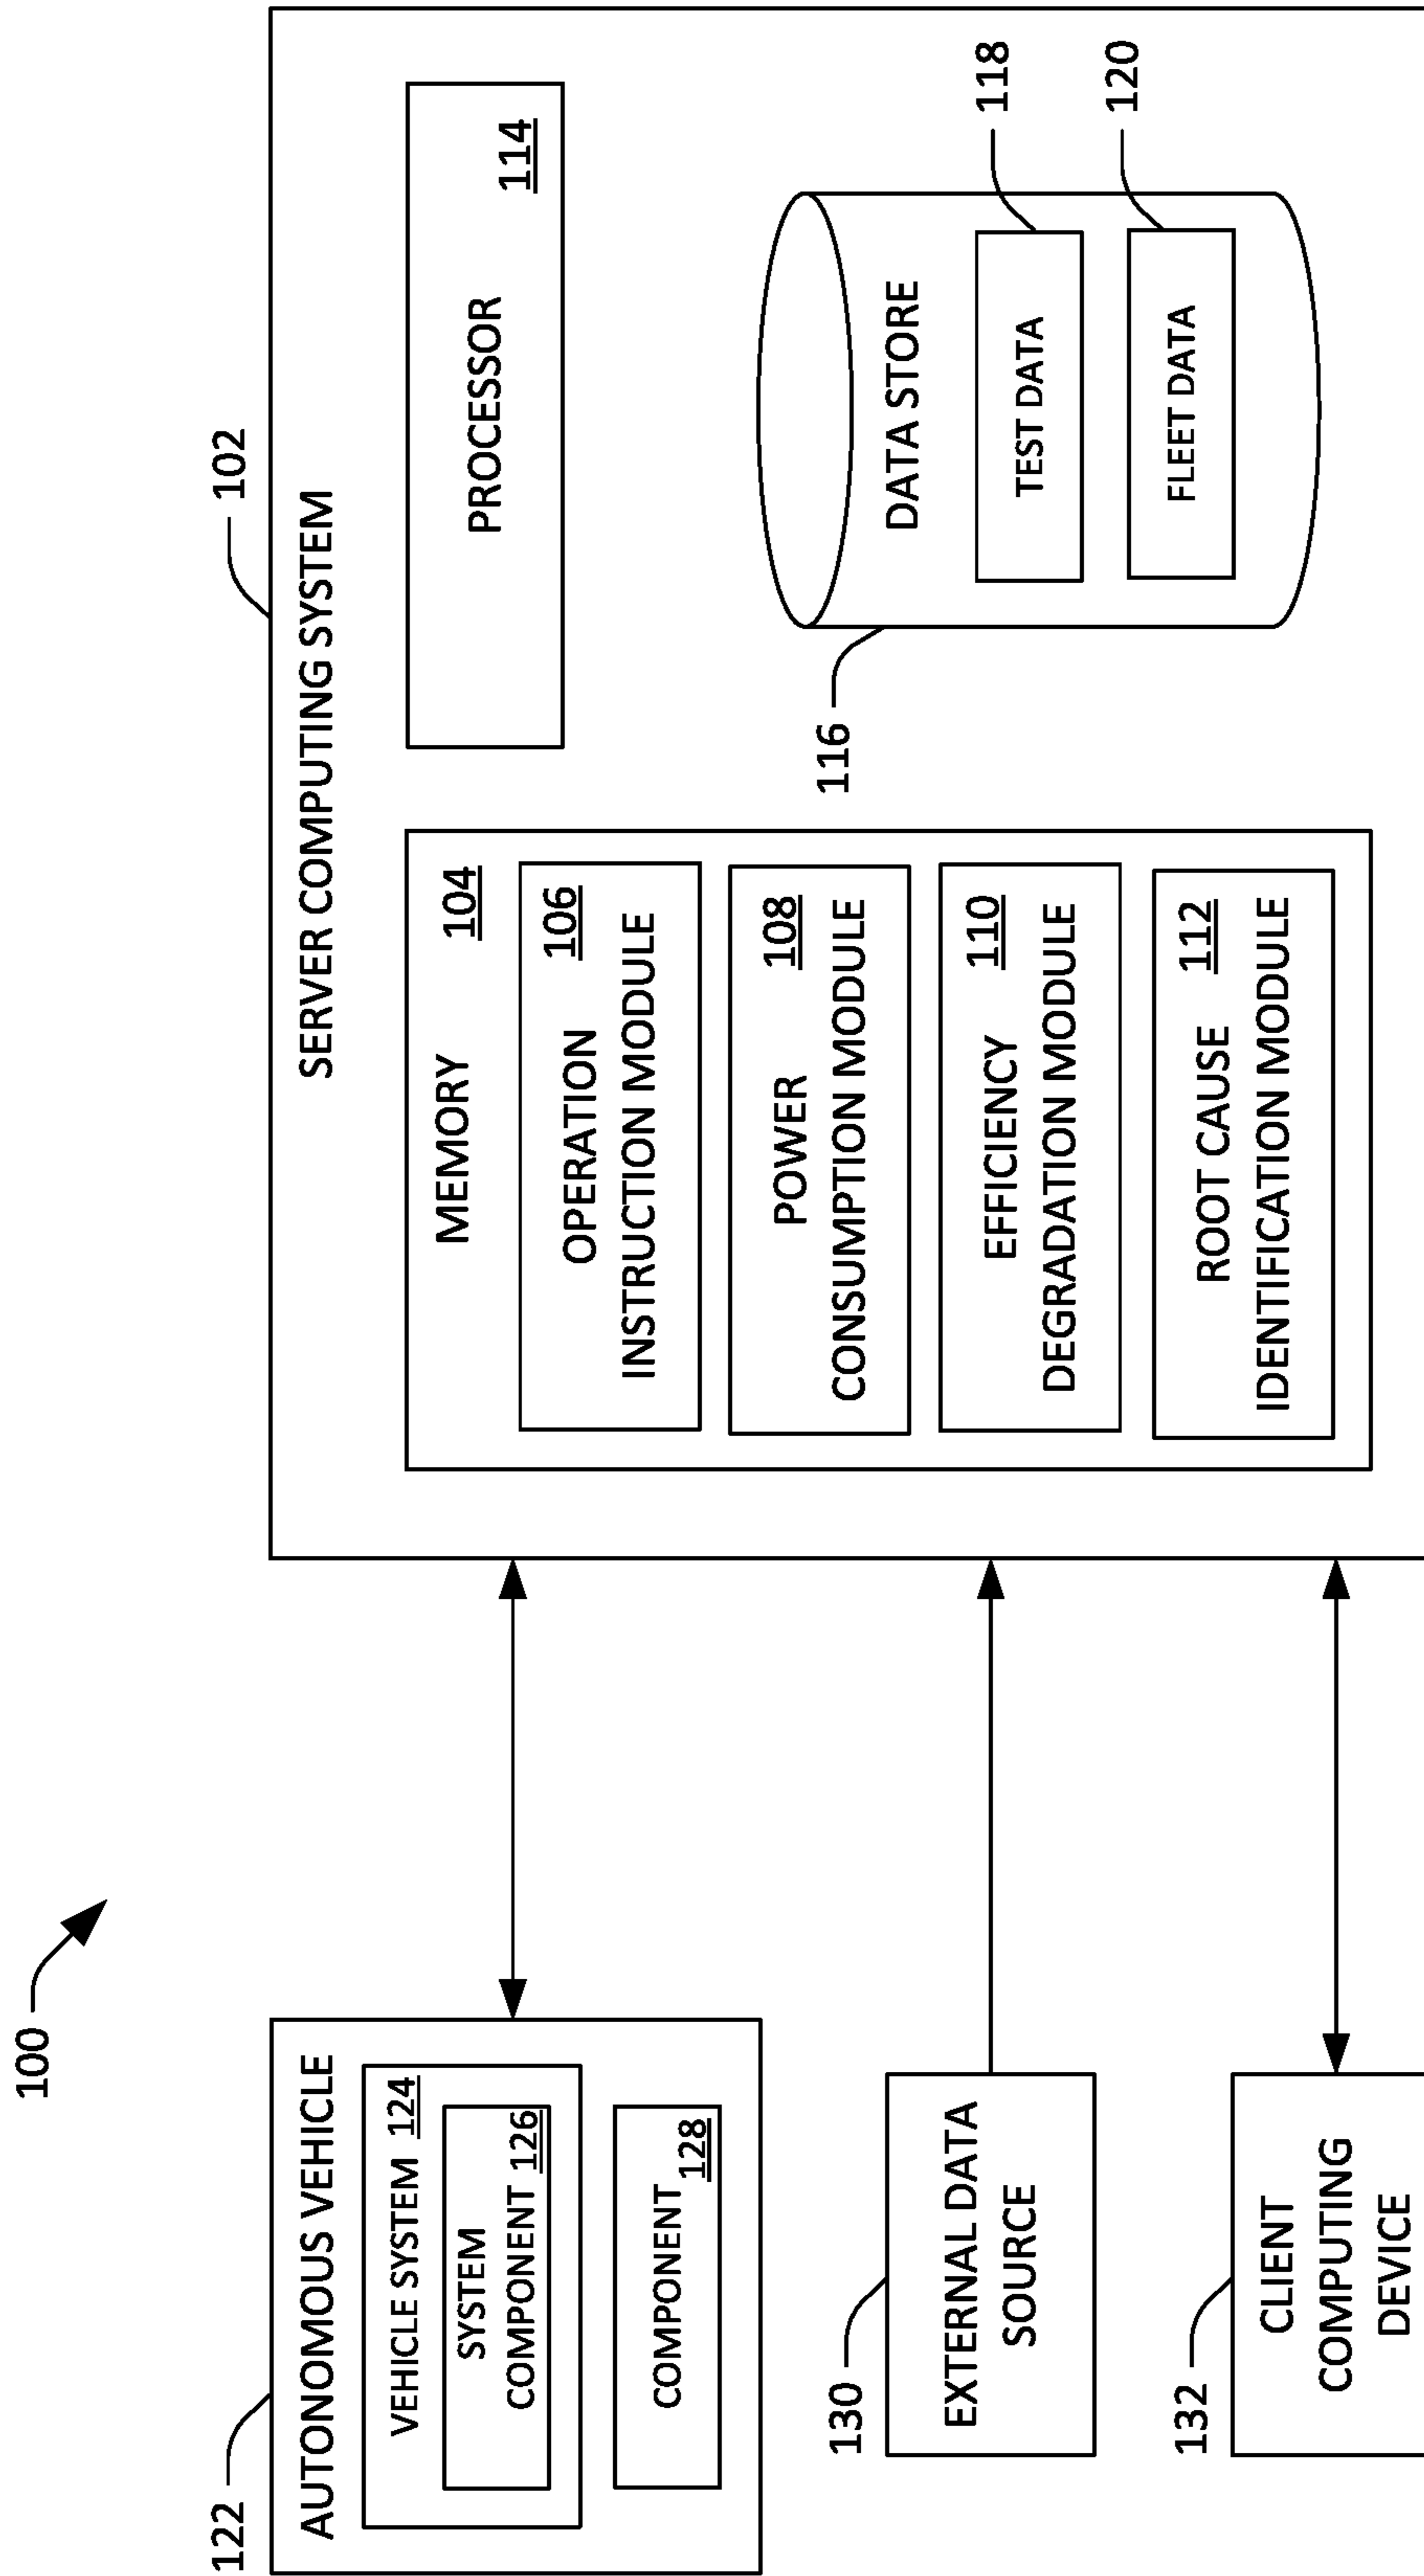 100
122
AUTONOMOUS VEHICLE
VEHICLE SYSTEM 124
SYSTEM
COMPONENT 126
COMPONENT 128
130
EXTERNAL DATA
SOURCE
132
CLIENT
COMPUTING
DEVICE
102
SERVER COMPUTING SYSTEM
MEMORY 104
OPERATION 106
INSTRUCTION MODULE
POWER 108
CONSUMPTION MODULE
EFFICIENCY 110
DEGRADATION MODULE
ROOT CAUSE 112
IDENTIFICATION MODULE
PROCESSOR
114
116
DATA STORE
TEST DATA
118
FLEET DATA
120